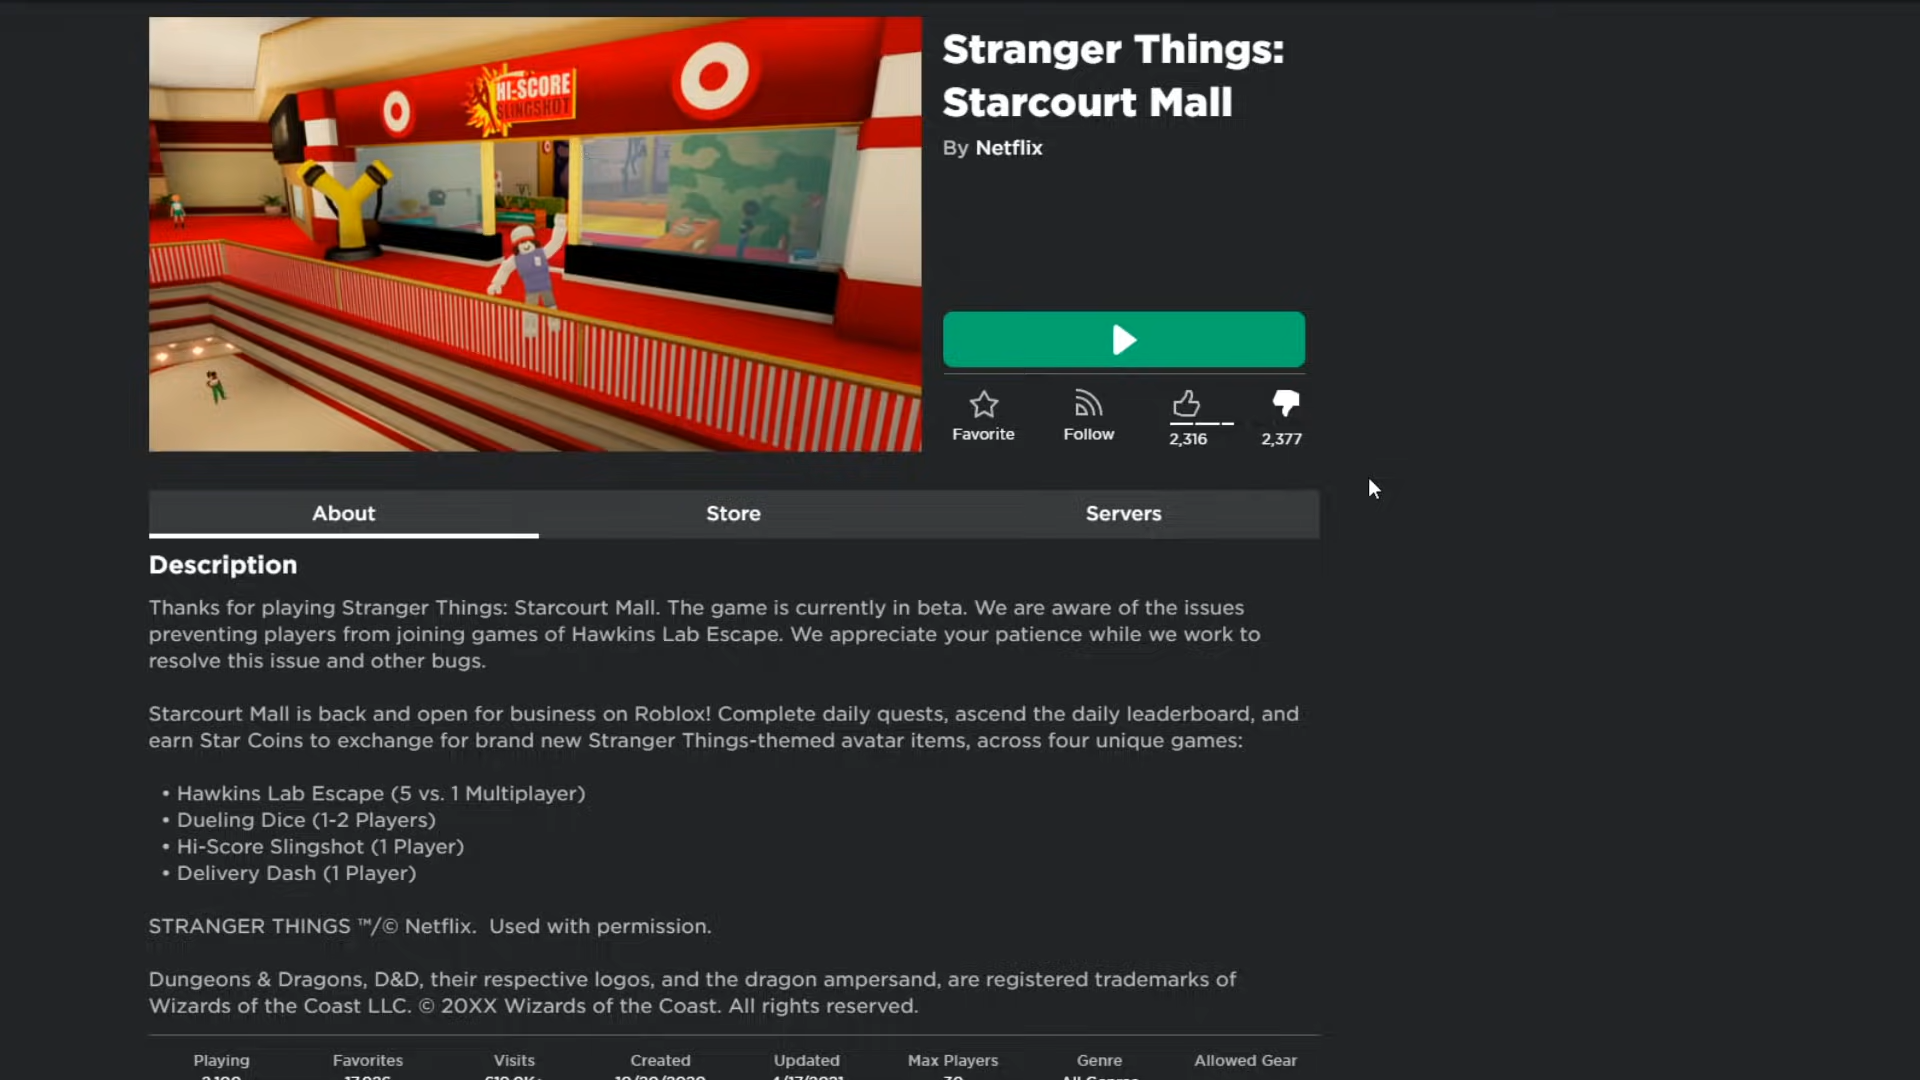 Stranger Things:
Starcourt Mall
By Netflix
HI-SCORE
SLINGSHOT
Favorite
Follow
2,316
2,377
About
Store
Servers
Description
Thanks for playing Stranger Things: Starcourt Mall. The game is currently in beta. We are aware of the issues
preventing players from joining games of Hawkins Lab Escape. We appreciate your patience while we work to
resolve this issue and other bugs.
Starcourt Mall is back and open for business on Roblox! Complete daily quests, ascend the daily leaderboard, and
earn Star Coins to exchange for brand new Stranger Things-themed avatar items, across four unique games:
• Hawkins Lab Escape (5 vs. 1 Multiplayer)
• Dueling Dice (1-2 Players)
• Hi-Score Slingshot (1 Player)
• Delivery Dash (1 Player)
STRANGER THINGS ™/© Netflix. Used with permission.
Dungeons & Dragons, D&D, their respective logos, and the dragon ampersand, are registered trademarks of
Wizards of the Coast LLC. © 20XX Wizards of the Coast. All rights reserved.
Playing
Favorites
Visits
Created
Updated
Max Players
Genre
Allowed Gear